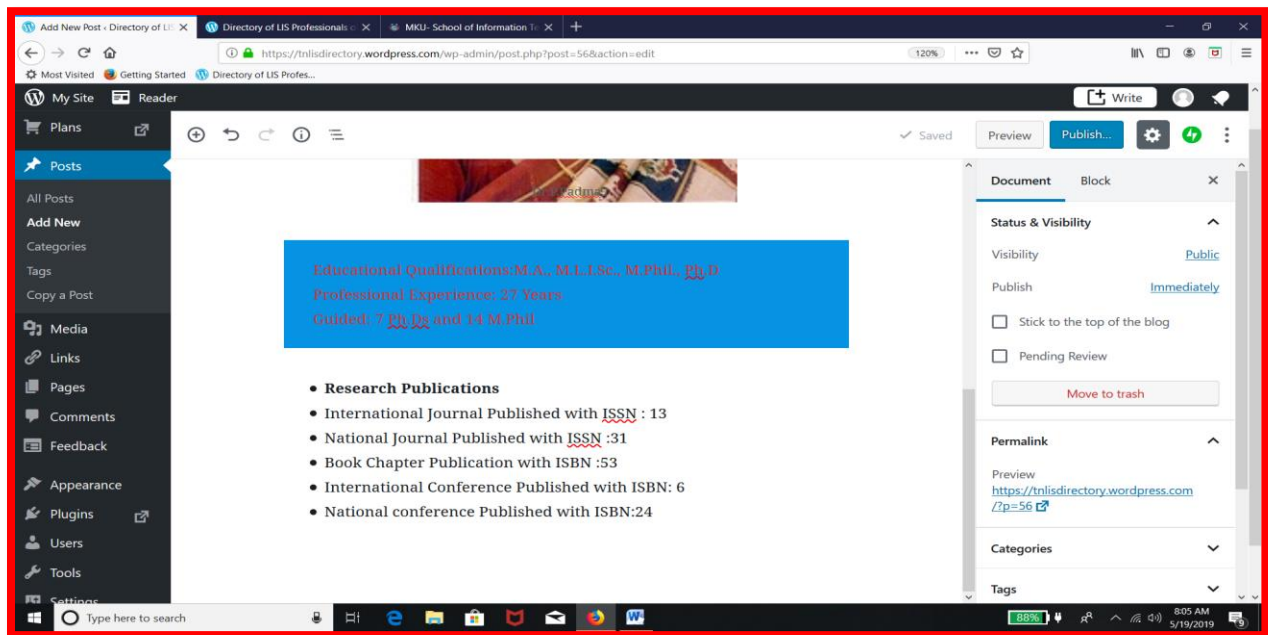 Add New Post ‹ Directory of LIS
Directory of LIS Professionals o
MKU- School of Information Te
https://tnlisdirectory.wordpress.com/wp-admin/post.php?post=56&action=edit
120%
Most Visited
Getting Started
Directory of LIS Profes...
My Site
Reader
Write
Plans
Saved
Preview
Publish...
Posts
All Posts
Add New
Categories
Tags
Copy a Post
Media
Links
Pages
Comments
Feedback
Appearance
Plugins
Users
Tools
Settings
Educational Qualifications:M.A., M.L.I.Sc., M.Phil., Ph.D
Professional Experience: 27 Years
Guided: 7 Ph.Ds and 14 M.Phil
Research Publications
International Journal Published with ISSN : 13
National Journal Published with ISSN :31
Book Chapter Publication with ISBN :53
International Conference Published with ISBN: 6
National conference Published with ISBN:24
Document
Block
Status & Visibility
Visibility
Public
Publish
Immediately
Stick to the top of the blog
Pending Review
Move to trash
Permalink
Preview
https://tnlisdirectory.wordpress.com
/?p=56
Categories
Tags
Type here to search
88%
8:05 AM
5/19/2019
9